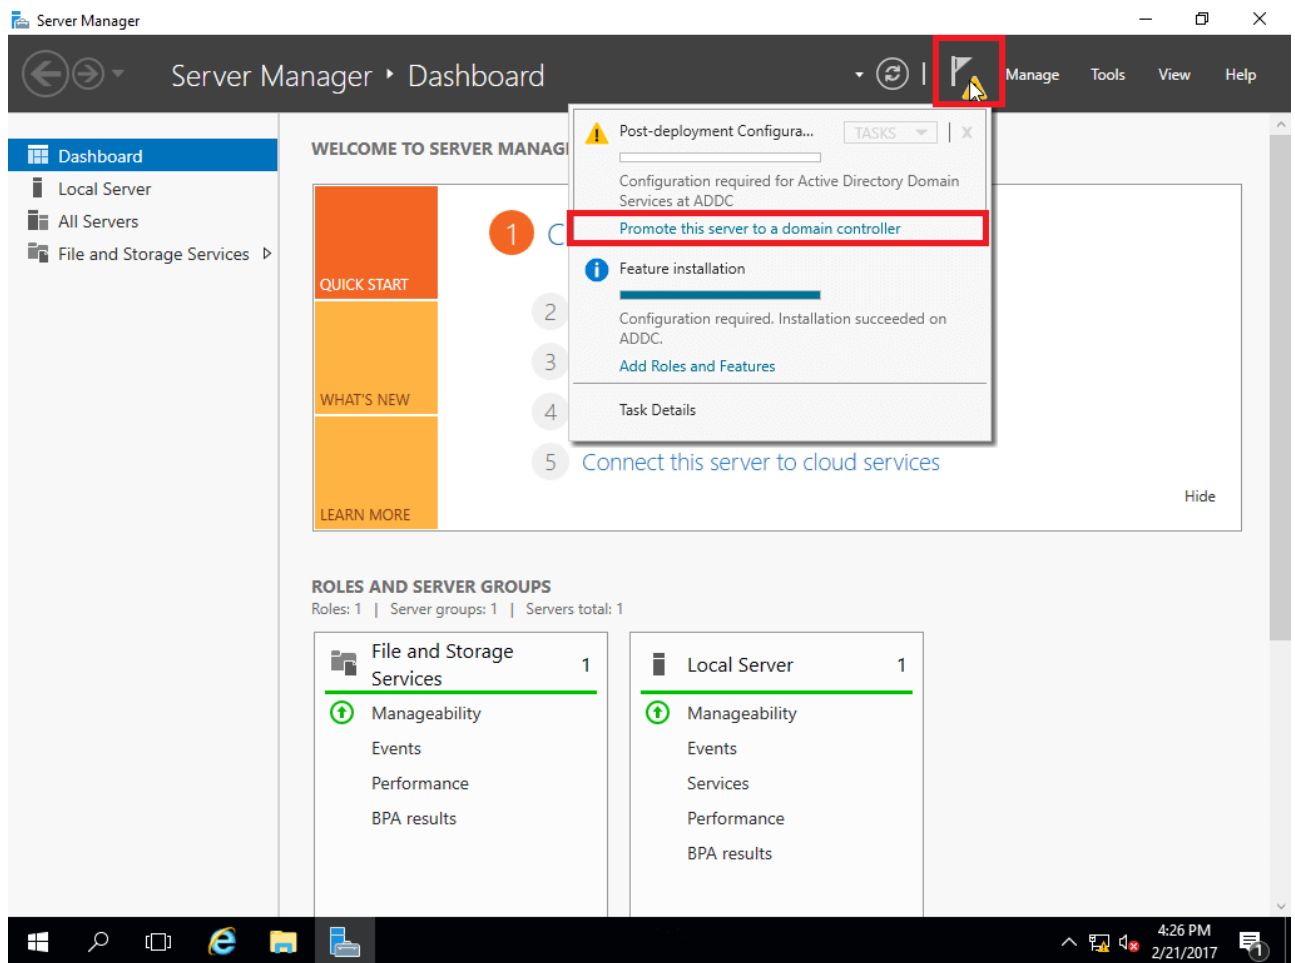 Server Manager
Server Manager ‣ Dashboard
Manage Tools View Help
Dashboard
Local Server
All Servers
File and Storage Services
WELCOME TO SERVER MANAG
QUICK START
WHAT'S NEW
LEARN MORE
1 C
2
3
4
5 Connect this server to cloud services
Hide
Post-deployment Configura... TASKS X
Configuration required for Active Directory Domain
Services at ADDC
Promote this server to a domain controller
Feature installation
Configuration required. Installation succeeded on
ADDC.
Add Roles and Features
Task Details
ROLES AND SERVER GROUPS
Roles: 1 | Server groups: 1 | Servers total: 1
File and Storage
Services 1
Manageability
Events
Performance
BPA results
Local Server 1
Manageability
Events
Services
Performance
BPA results
4:26 PM
2/21/2017
1